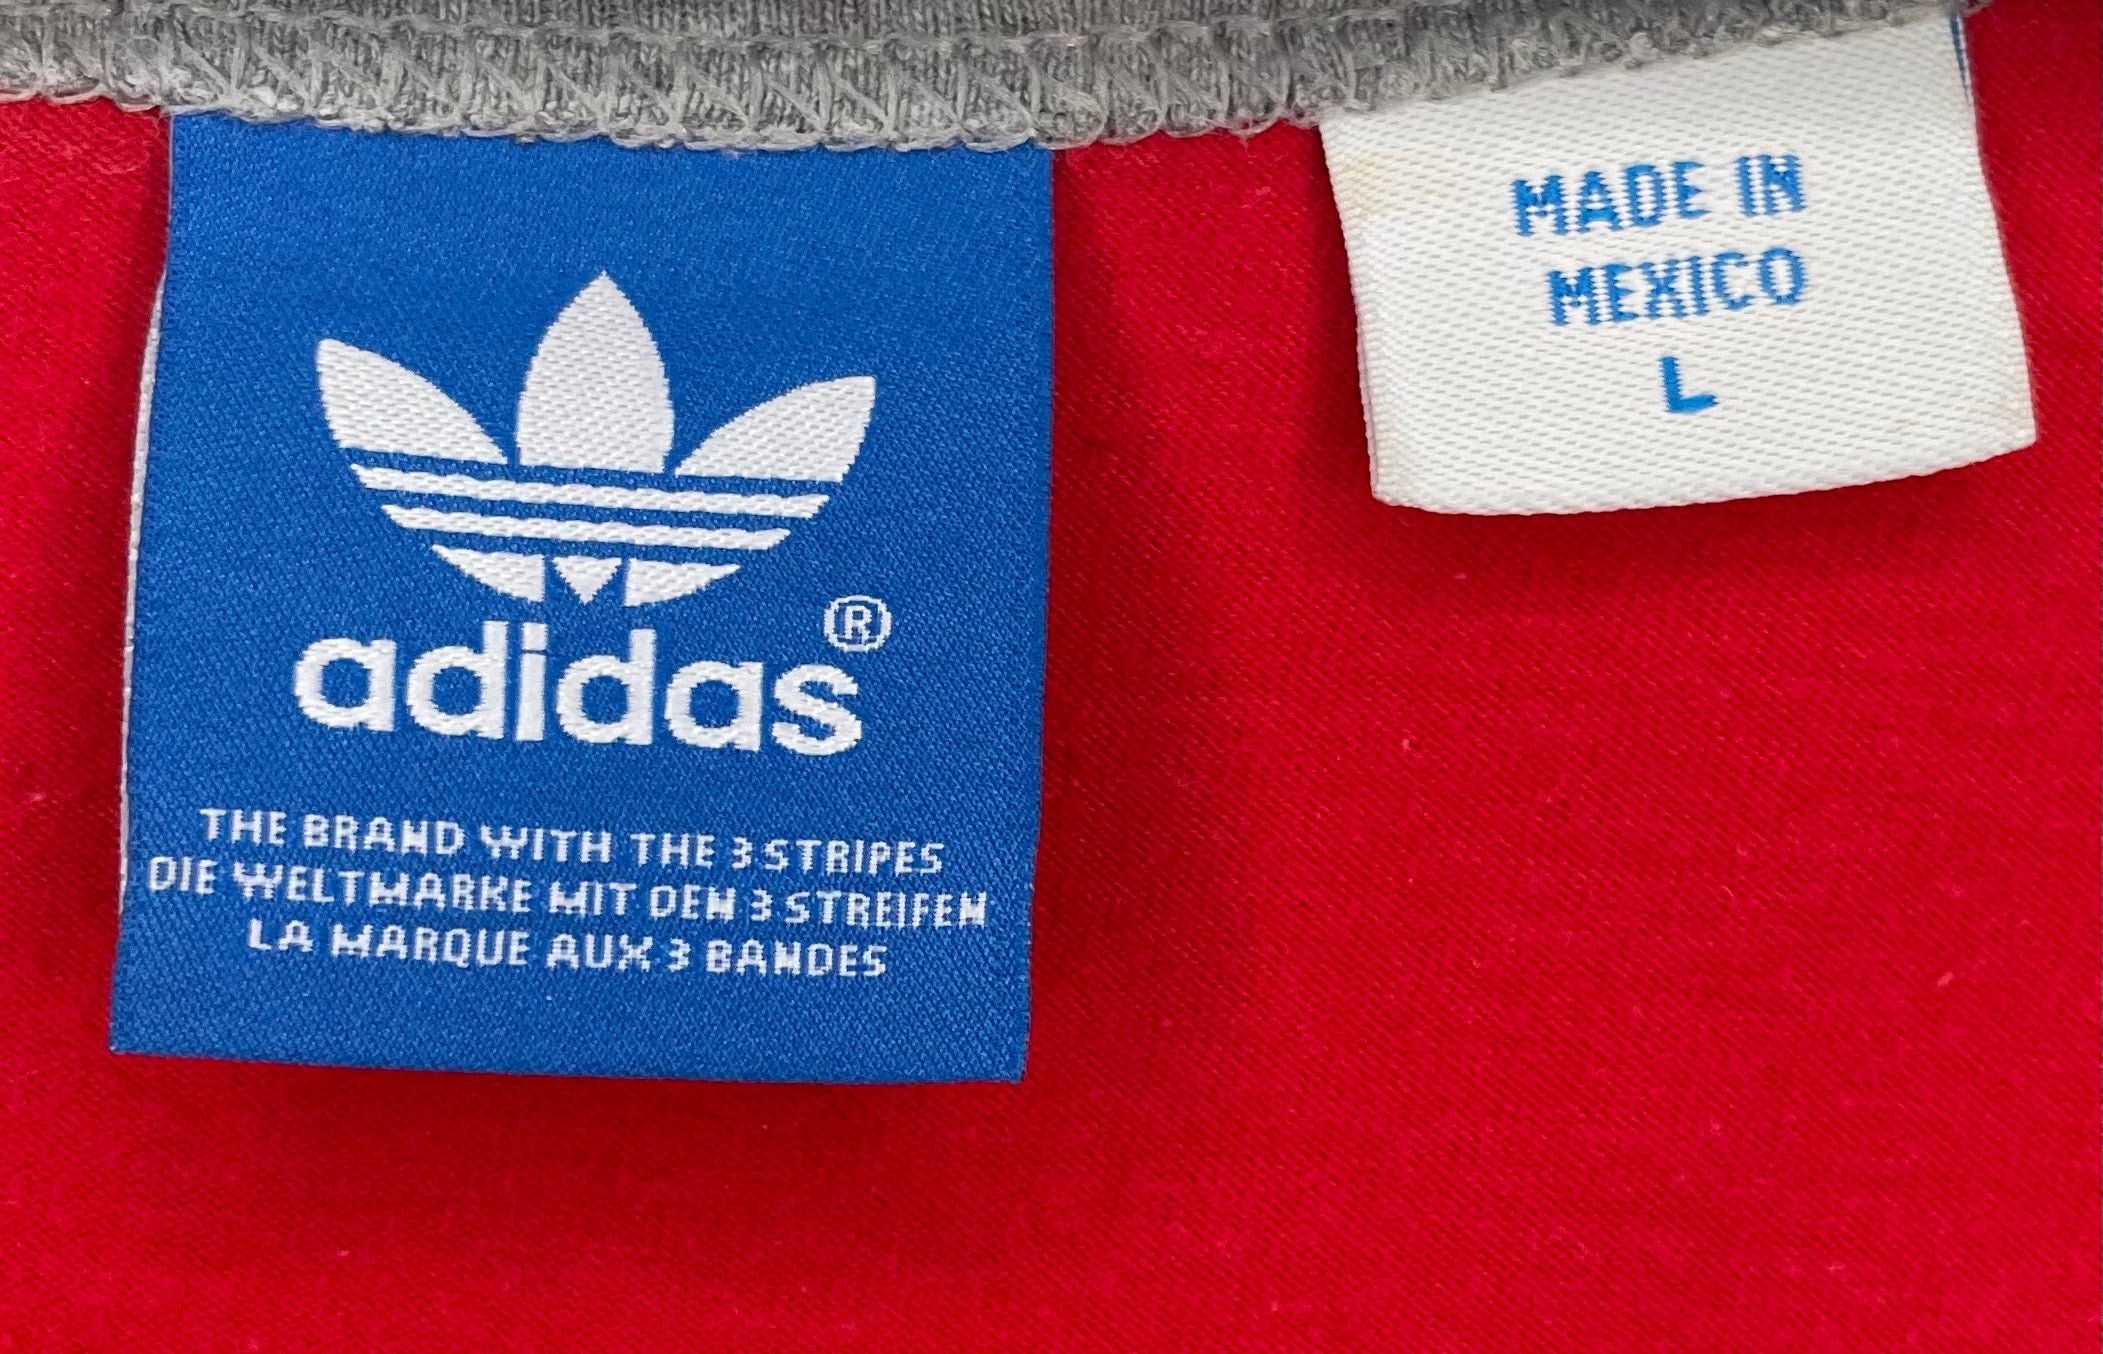 adidas®
THE BRAND WITH THE 3 STRIPES
DIE WELTMARKE MIT DEN 3 STREIFEN
LA MARQUE AUX 3 BANDES
MADE IN
MEXICO
L